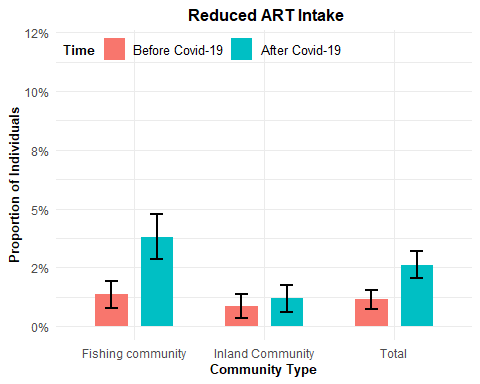 Reduced ART Intake
Time Before Covid-19 After Covid-19
12%
10%
8%
5%
2%
0%
Proportion of Individuals
Fishing community Inland Community Total
Community Type